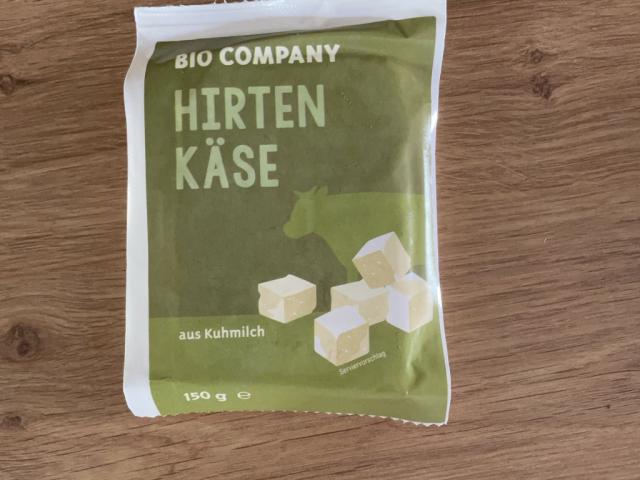 BIO COMPANY
HIRTEN
KÄSE
aus Kuhmilch
Serviervorschlag
150 g ℮